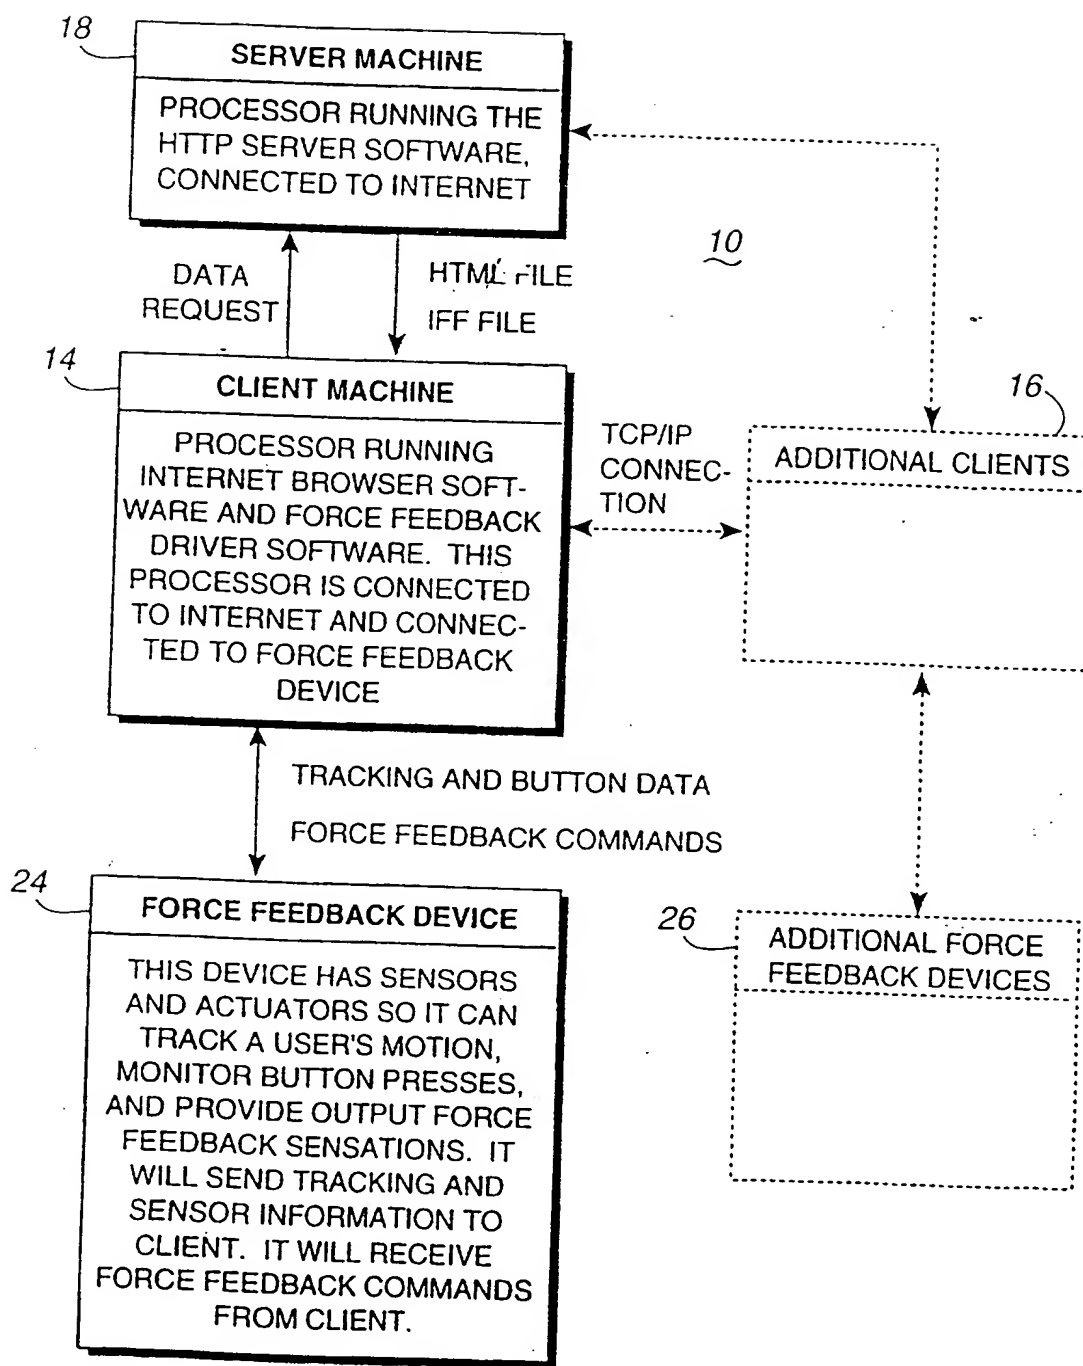 18
SERVER MACHINE
PROCESSOR RUNNING THE
HTTP SERVER SOFTWARE,
CONNECTED TO INTERNET
10
DATA
REQUEST
HTML FILE
IFF FILE
14
CLIENT MACHINE
PROCESSOR RUNNING
INTERNET BROWSER SOFT-
WARE AND FORCE FEEDBACK
DRIVER SOFTWARE. THIS
PROCESSOR IS CONNECTED
TO INTERNET AND CONNEC-
TED TO FORCE FEEDBACK
DEVICE
TCP/IP
CONNEC-
TION
16
ADDITIONAL CLIENTS
TRACKING AND BUTTON DATA
FORCE FEEDBACK COMMANDS
24
FORCE FEEDBACK DEVICE
THIS DEVICE HAS SENSORS
AND ACTUATORS SO IT CAN
TRACK A USER'S MOTION,
MONITOR BUTTON PRESSES,
AND PROVIDE OUTPUT FORCE
FEEDBACK SENSATIONS. IT
WILL SEND TRACKING AND
SENSOR INFORMATION TO
CLIENT. IT WILL RECEIVE
FORCE FEEDBACK COMMANDS
FROM CLIENT.
26
ADDITIONAL FORCE
FEEDBACK DEVICES